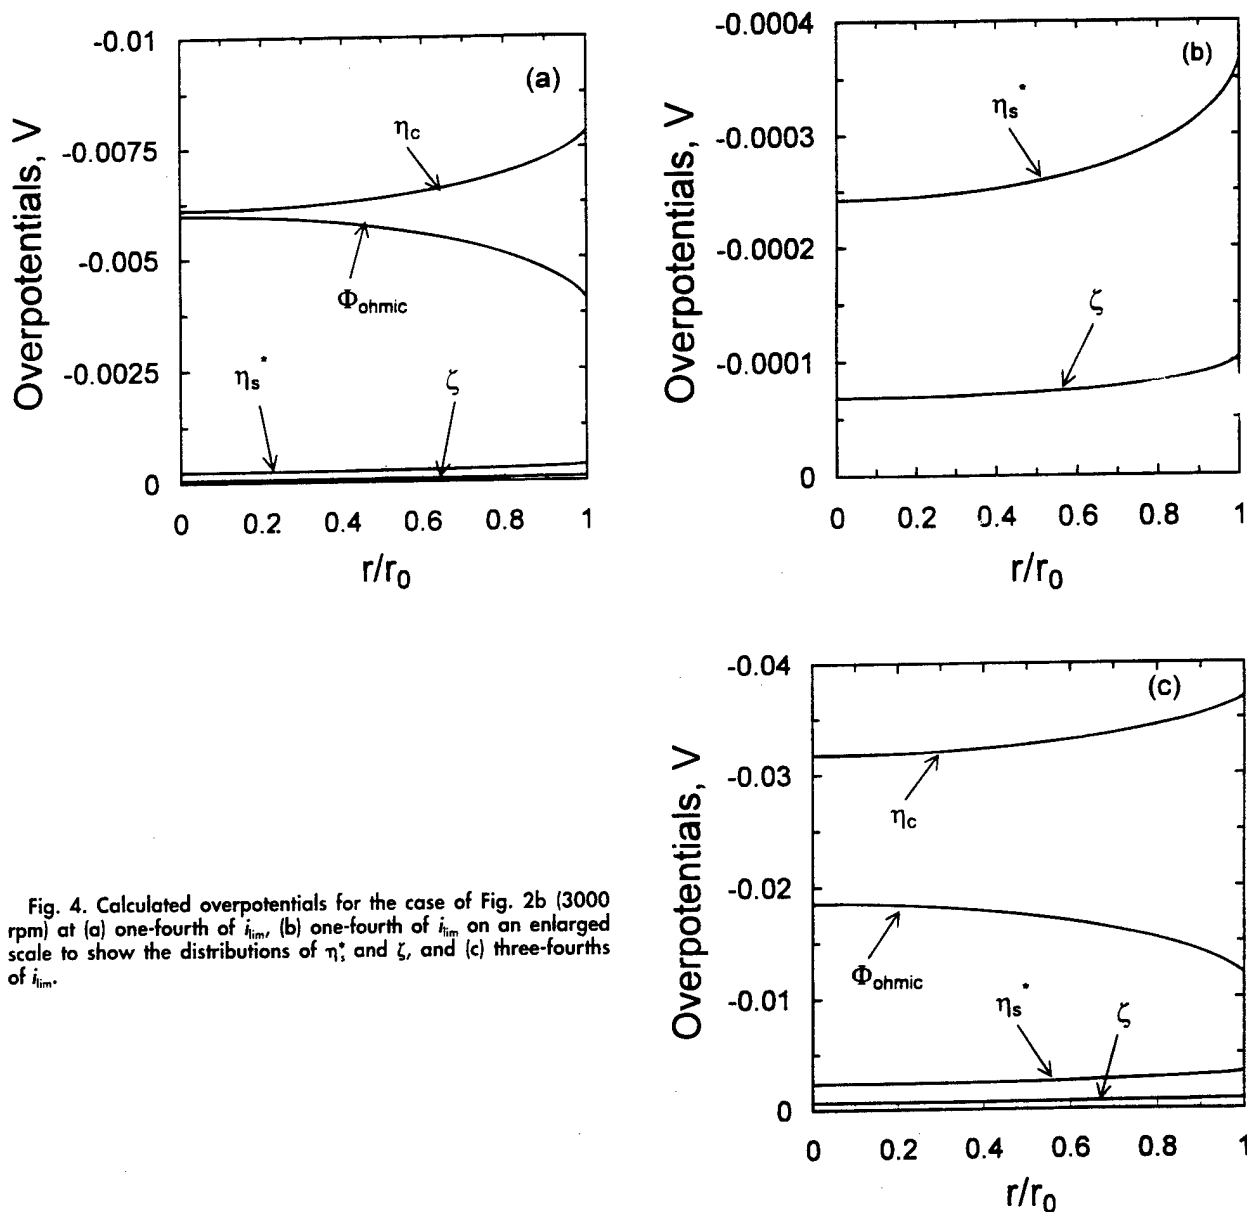 -0.01
-0.0075
-0.005
-0.0025
0
Overpotentials, V
(a)
ηc
Φohmic
ηs*
ζ
0 0.2 0.4 0.6 0.8 1
r/r0
-0.0004
-0.0003
-0.0002
-0.0001
0
Overpotentials, V
(b)
ηs*
ζ
0 0.2 0.4 0.6 0.8 1
r/r0
-0.04
-0.03
-0.02
-0.01
0
Overpotentials, V
(c)
ηc
Φohmic
ηs*
ζ
0 0.2 0.4 0.6 0.8 1
r/r0
Fig. 4. Calculated overpotentials for the case of Fig. 2b (3000
rpm) at (a) one-fourth of ilim, (b) one-fourth of ilim on an enlarged
scale to show the distributions of ηs* and ζ, and (c) three-fourths
of ilim.